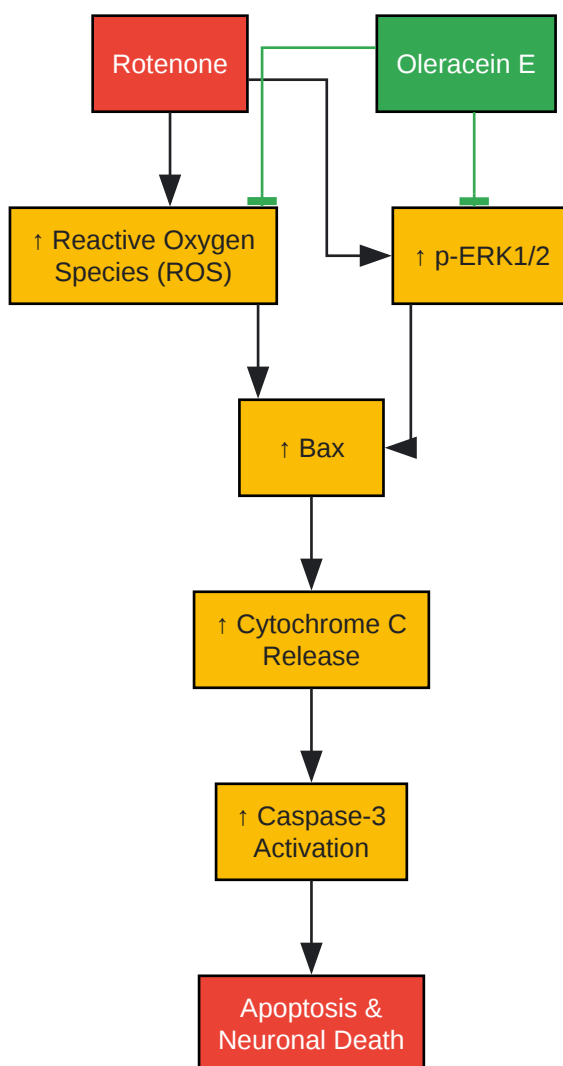 Rotenone
Oleracein E
↑ Reactive Oxygen
Species (ROS)
↑ p-ERK1/2
↑ Bax
↑ Cytochrome C
Release
↑ Caspase-3
Activation
Apoptosis &
Neuronal Death